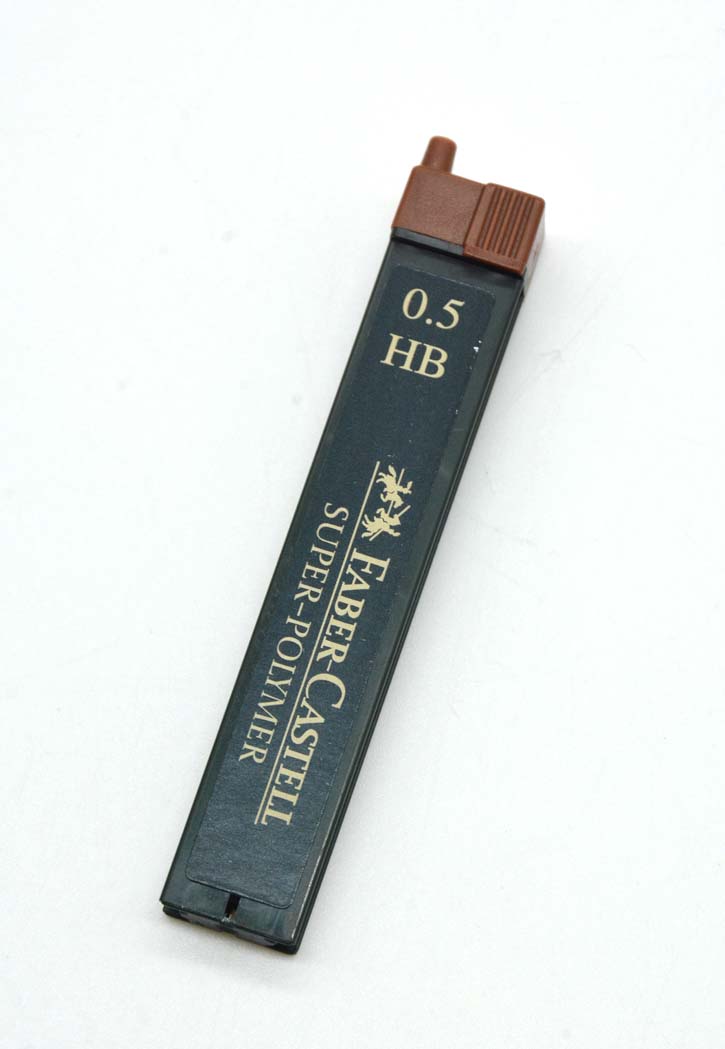 0.5
HB
FABER-CASTELL
SUPER-POLYMER